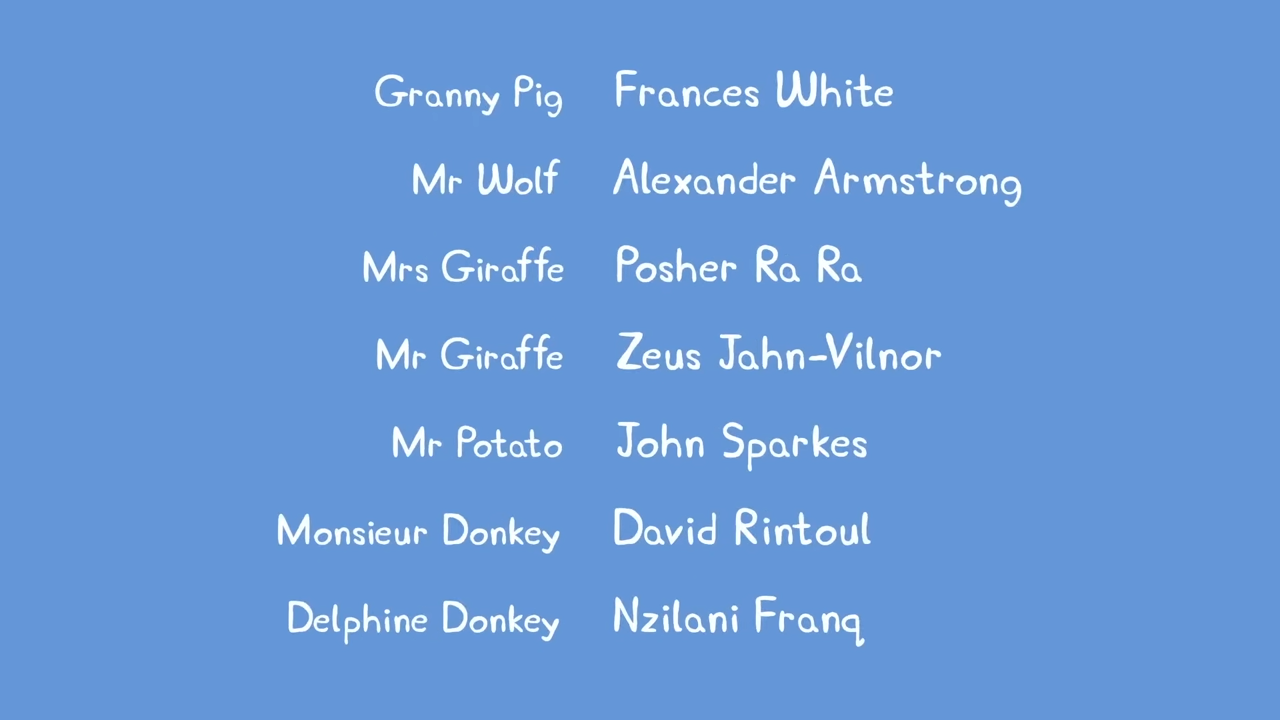 Granny Pig Frances White
Mr Wolf Alexander Armstrong
Mrs Giraffe Posher Ra Ra
Mr Giraffe Zeus Jahn-Vilnor
Mr Potato John Sparkes
Monsieur Donkey David Rintoul
Delphine Donkey Nzilani Franq